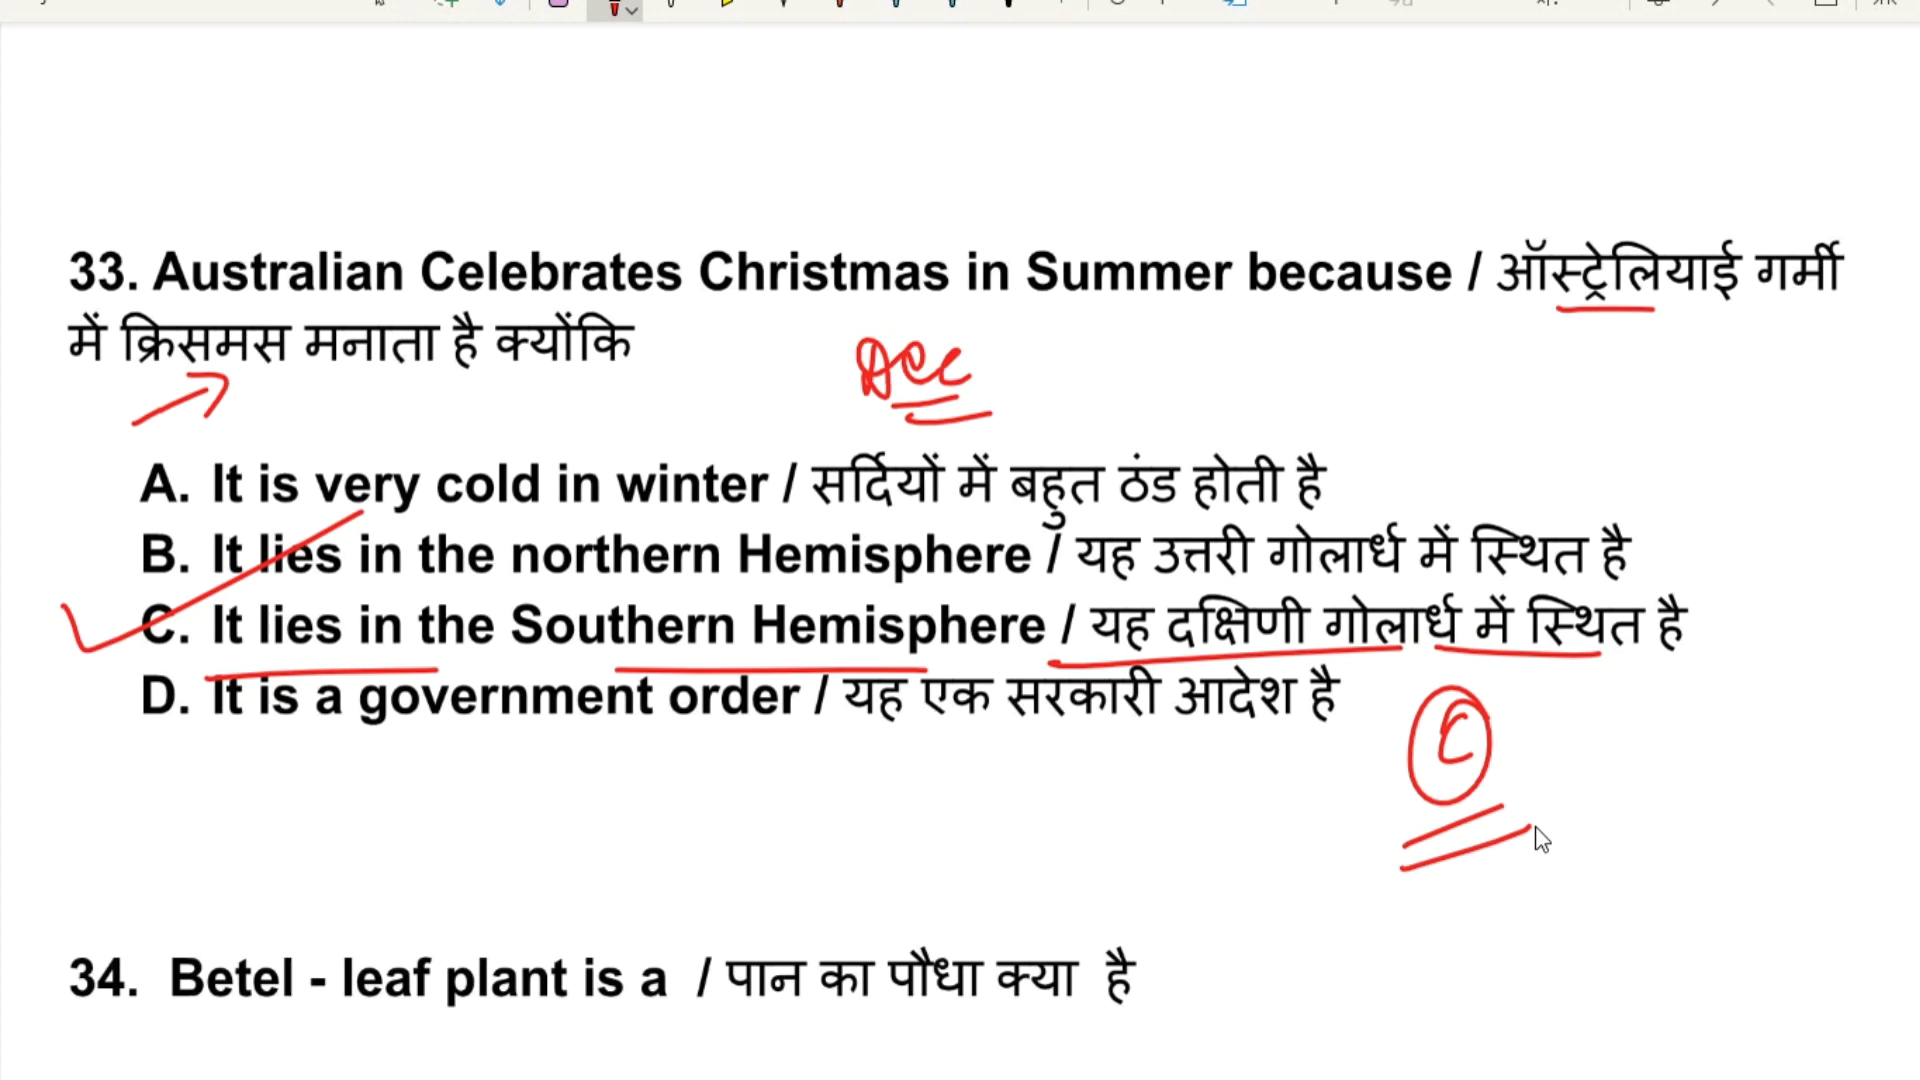 33. Australian Celebrates Christmas in Summer because / ऑस्ट्रेलियाई गर्मी
में क्रिसमस मनाता है क्योंकि
Dec
A. It is very cold in winter / सर्दियों में बहुत ठंड होती है
B. It lies in the northern Hemisphere / यह उत्तरी गोलार्ध में स्थित है
C. It lies in the Southern Hemisphere / यह दक्षिणी गोलार्ध में स्थित है
D. It is a government order / यह एक सरकारी आदेश है
C
34. Betel - leaf plant is a / पान का पौधा क्या है